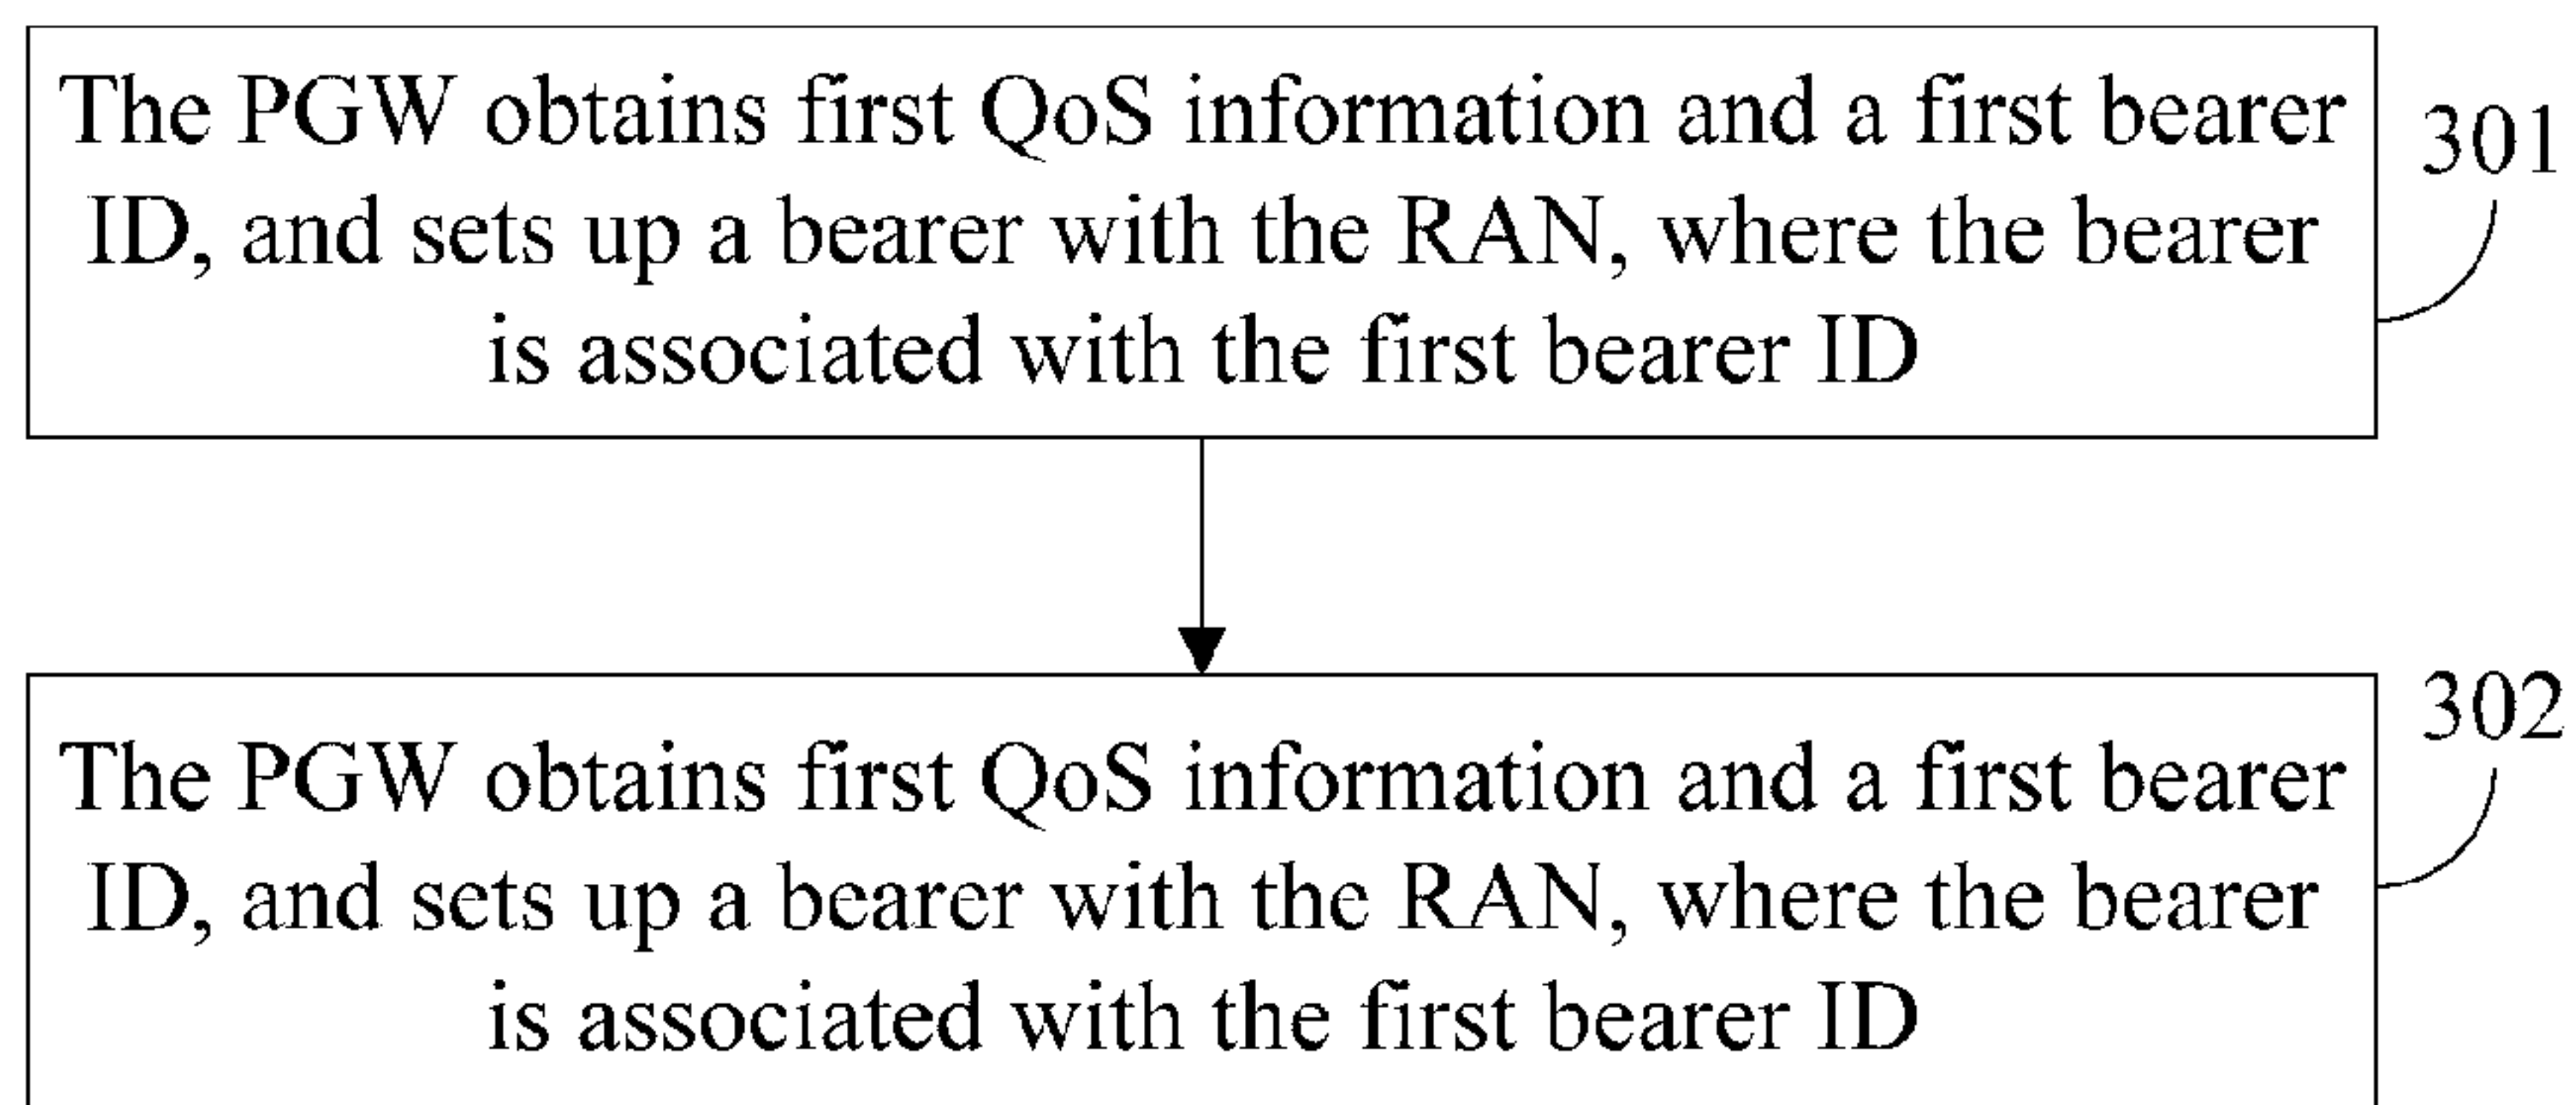 The PGW obtains first QoS information and a first bearer
ID, and sets up a bearer with the RAN, where the bearer
is associated with the first bearer ID
301
The PGW obtains first QoS information and a first bearer
ID, and sets up a bearer with the RAN, where the bearer
is associated with the first bearer ID
302